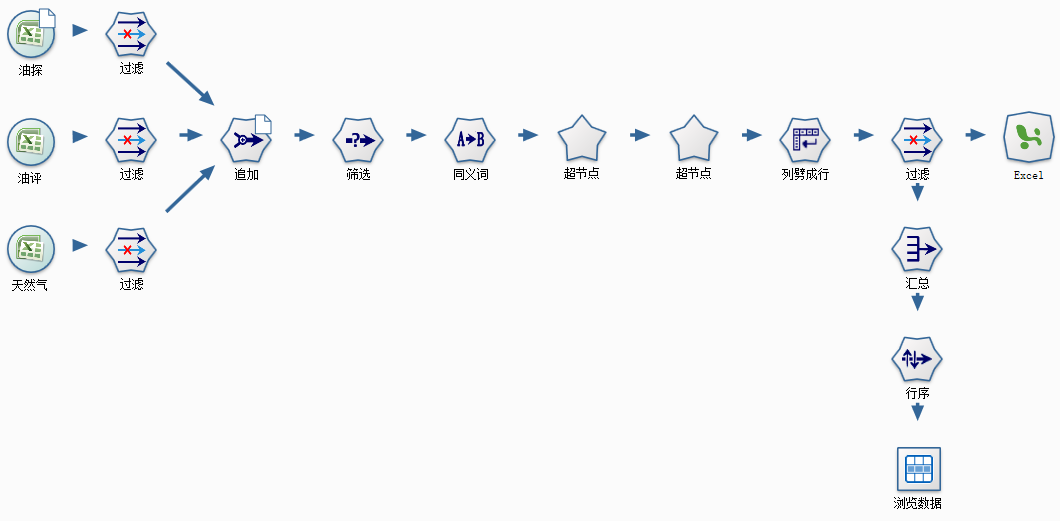 油探
过滤
油评
过滤
追加
筛选
A B
同义词
超节点
超节点
列劈成行
过滤
Excel
天然气
过滤
汇总
行序
浏览数据